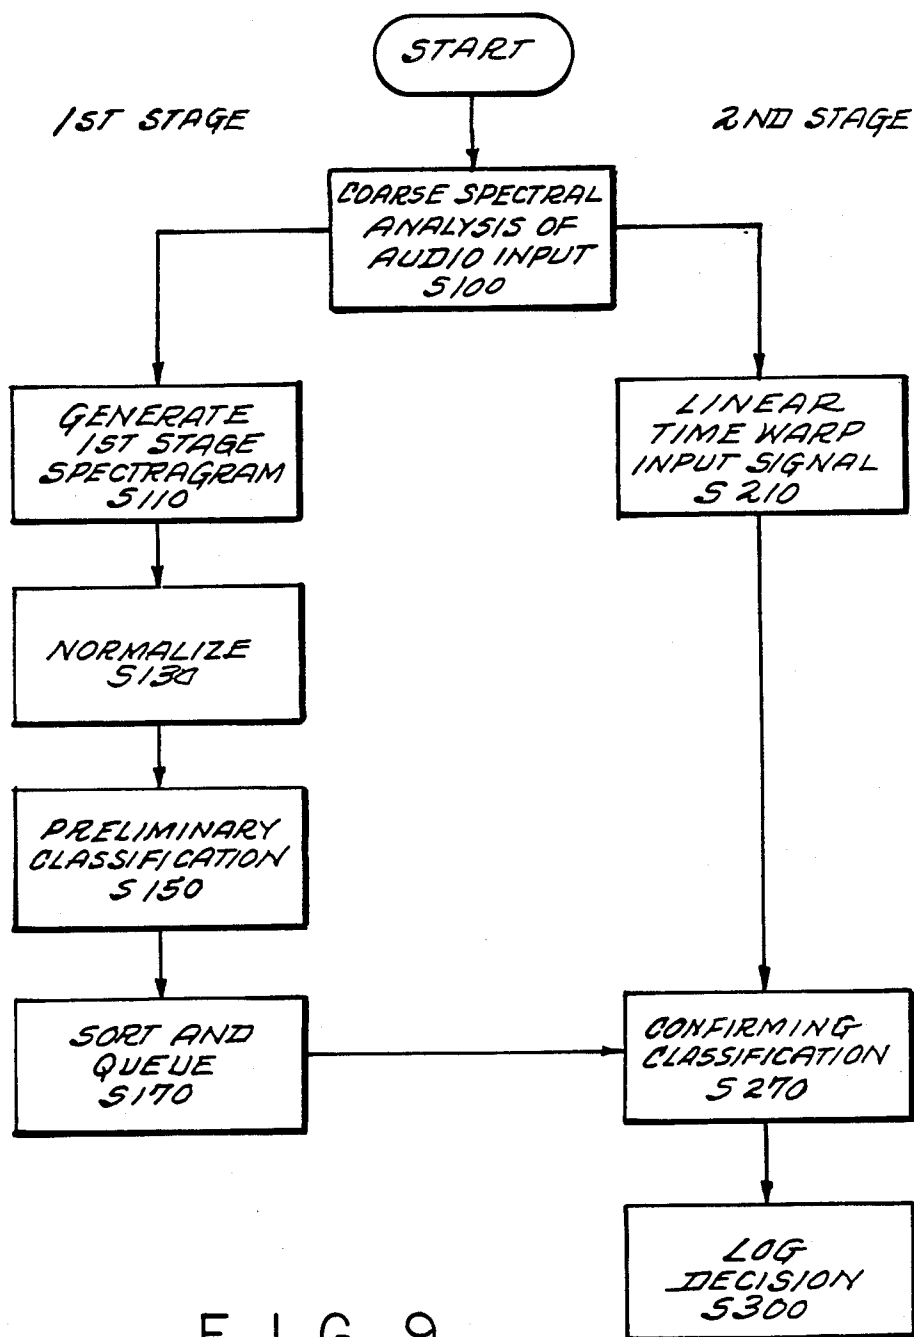 START
1ST STAGE
2ND STAGE
COARSE SPECTRAL
ANALYSIS OF
AUDIO INPUT
S100
GENERATE
1ST STAGE
SPECTRAGRAM
S110
LINEAR
TIME WARP
INPUT SIGNAL
S210
NORMALIZE
S130
PRELIMINARY
CLASSIFICATION
S150
SORT AND
QUEUE
S170
CONFIRMING
CLASSIFICATION
S270
LOG
DECISION
S300
FIG. 9